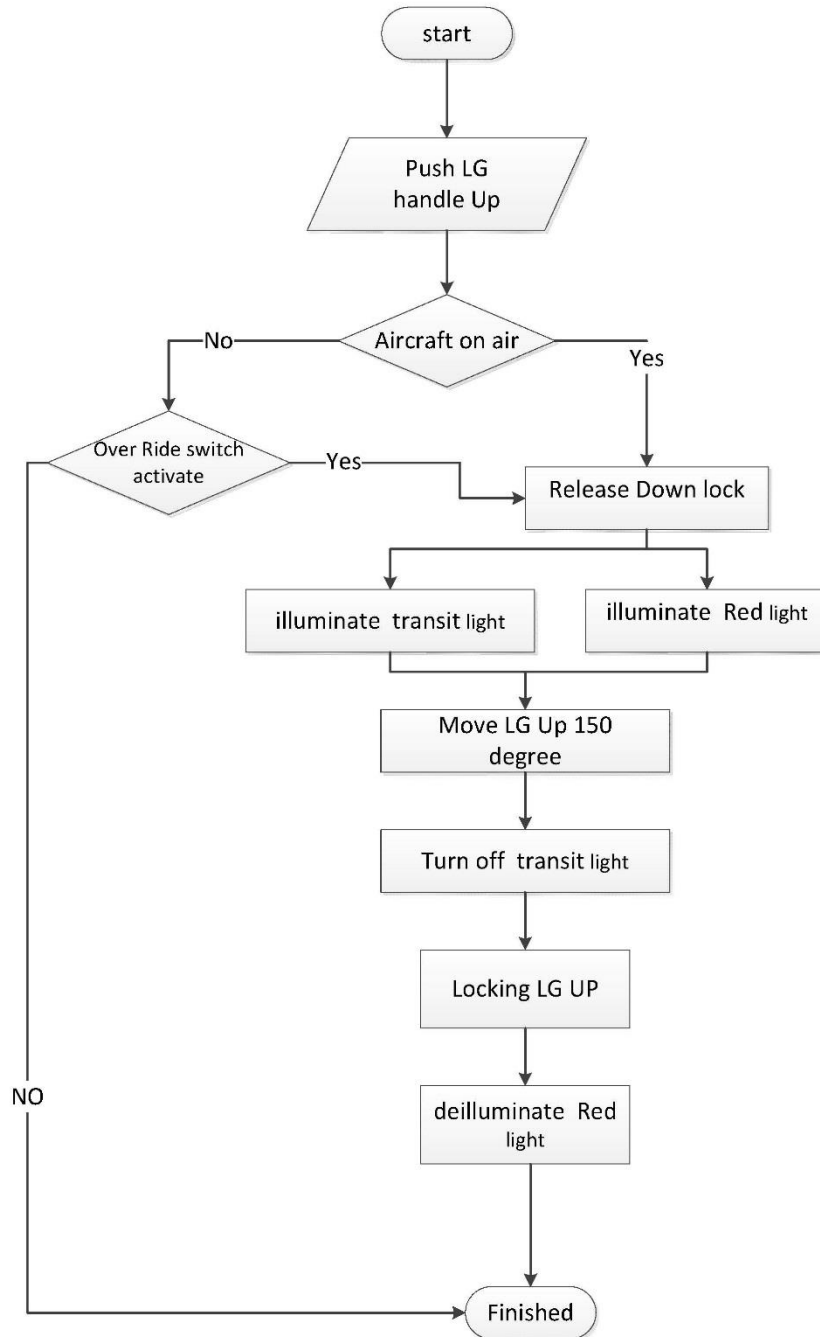 start
Push LG
handle Up
Aircraft on air
No
Yes
Over Ride switch
activate
Yes
Release Down lock
illuminate transit light
illuminate Red light
Move LG Up 150
degree
Turn off transit light
Locking LG UP
NO
deilluminate Red
light
Finished